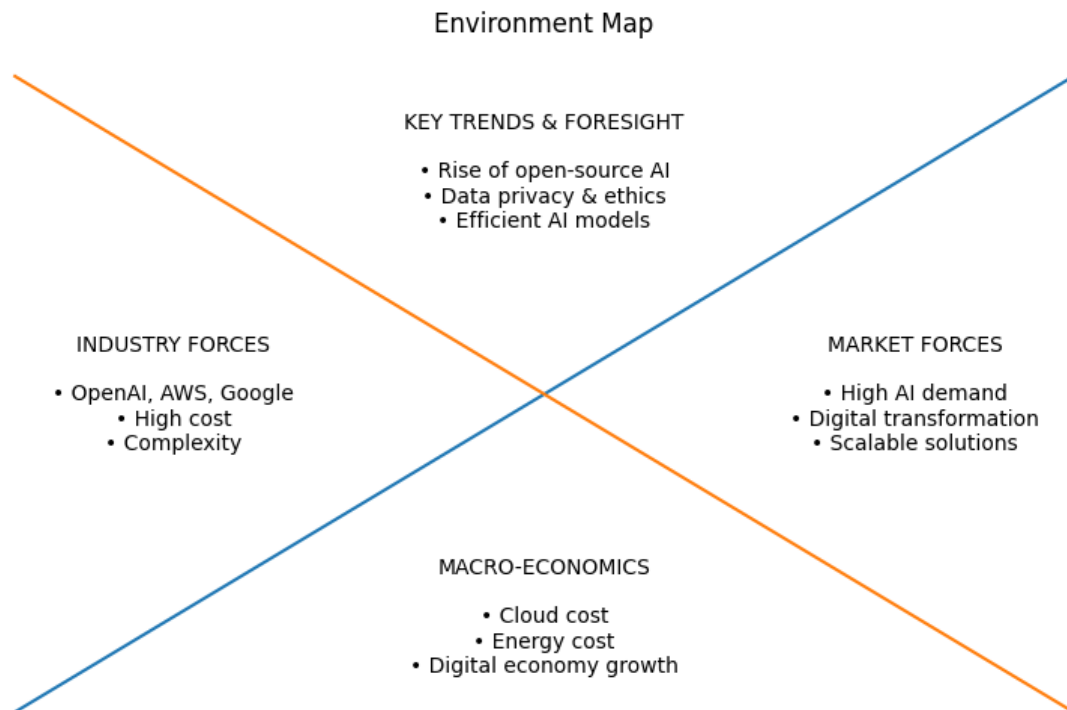 Environment Map
KEY TRENDS & FORESIGHT
• Rise of open-source AI
• Data privacy & ethics
• Efficient AI models
INDUSTRY FORCES
• OpenAI, AWS, Google
• High cost
• Complexity
MARKET FORCES
• High AI demand
• Digital transformation
• Scalable solutions
MACRO-ECONOMICS
• Cloud cost
• Energy cost
• Digital economy growth